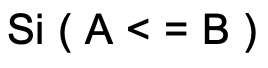 Si ( A < = B )